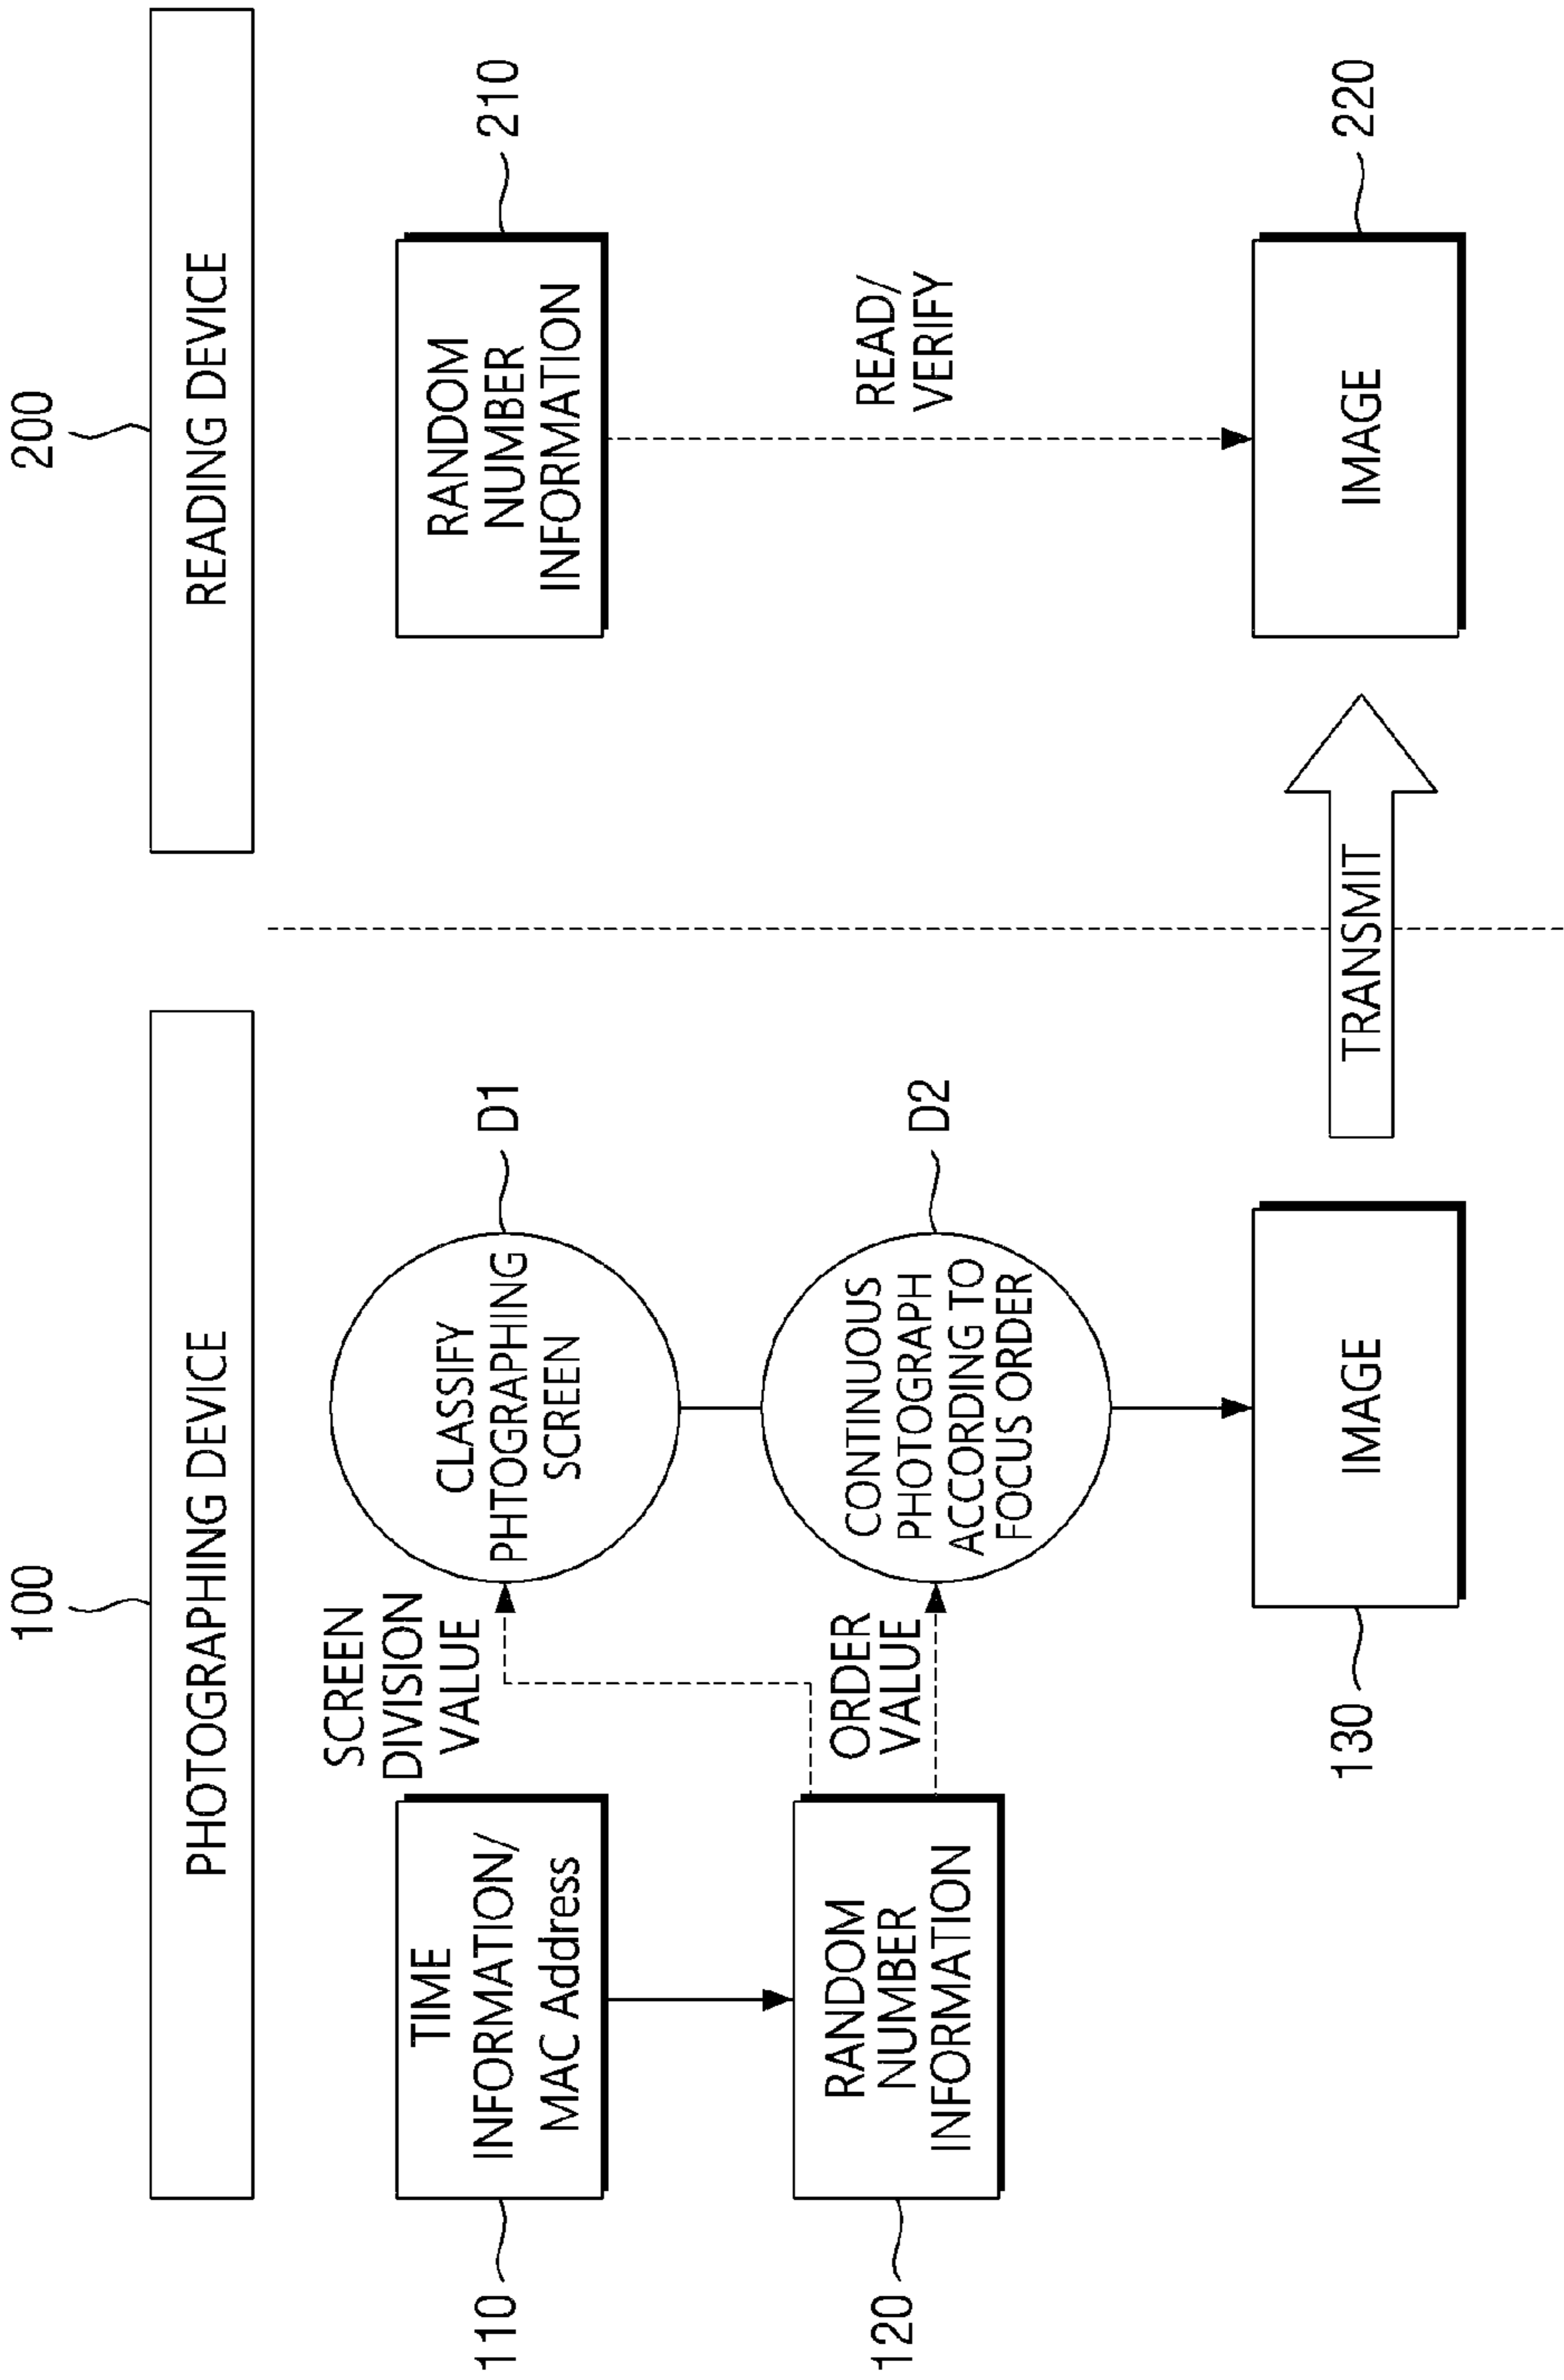 100
200
PHOTOGRAPHING DEVICE
READING DEVICE
110
TIME
INFORMATION/
MAC Address
SCREEN
DIVISION
VALUE
CLASSIFY
PHTOGRAPHING
SCREEN
D1
RANDOM
NUMBER
INFORMATION
210
120
RANDOM
NUMBER
INFORMATION
ORDER
VALUE
CONTINUOUS
PHOTOGRAPH
ACCORDING TO
FOCUS ORDER
D2
READ/
VERIFY
130
IMAGE
TRANSMIT
IMAGE
220